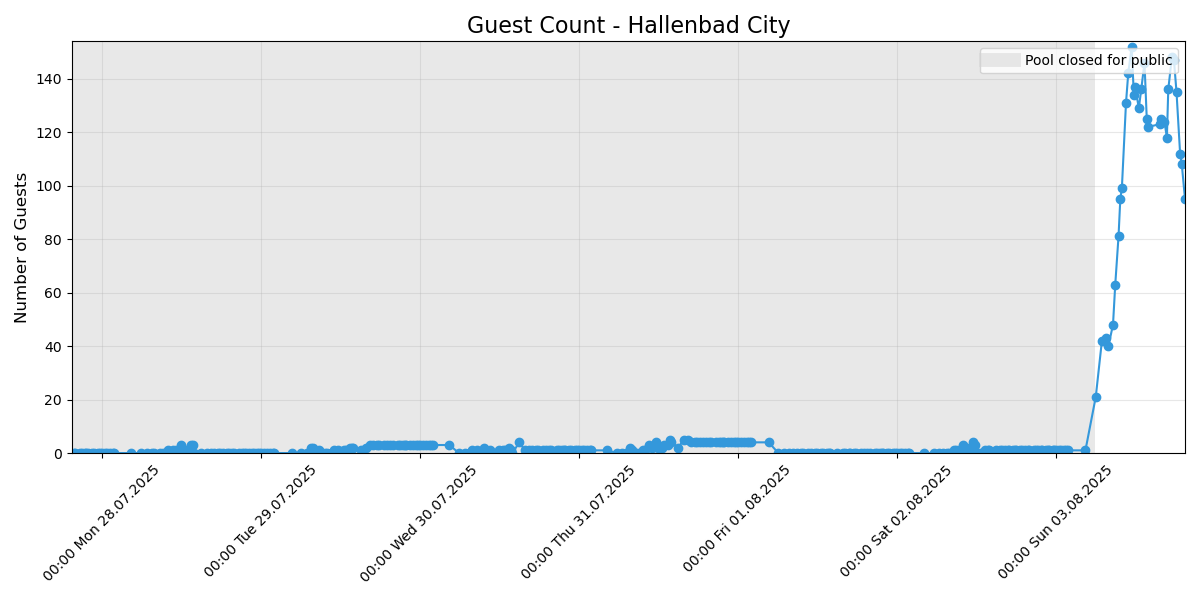 Guest Count - Hallenbad City
Pool closed for public
Number of Guests
140
120
100
80
60
40
20
0
00:00 Mon 28.07.2025
00:00 Tue 29.07.2025
00:00 Wed 30.07.2025
00:00 Thu 31.07.2025
00:00 Fri 01.08.2025
00:00 Sat 02.08.2025
00:00 Sun 03.08.2025